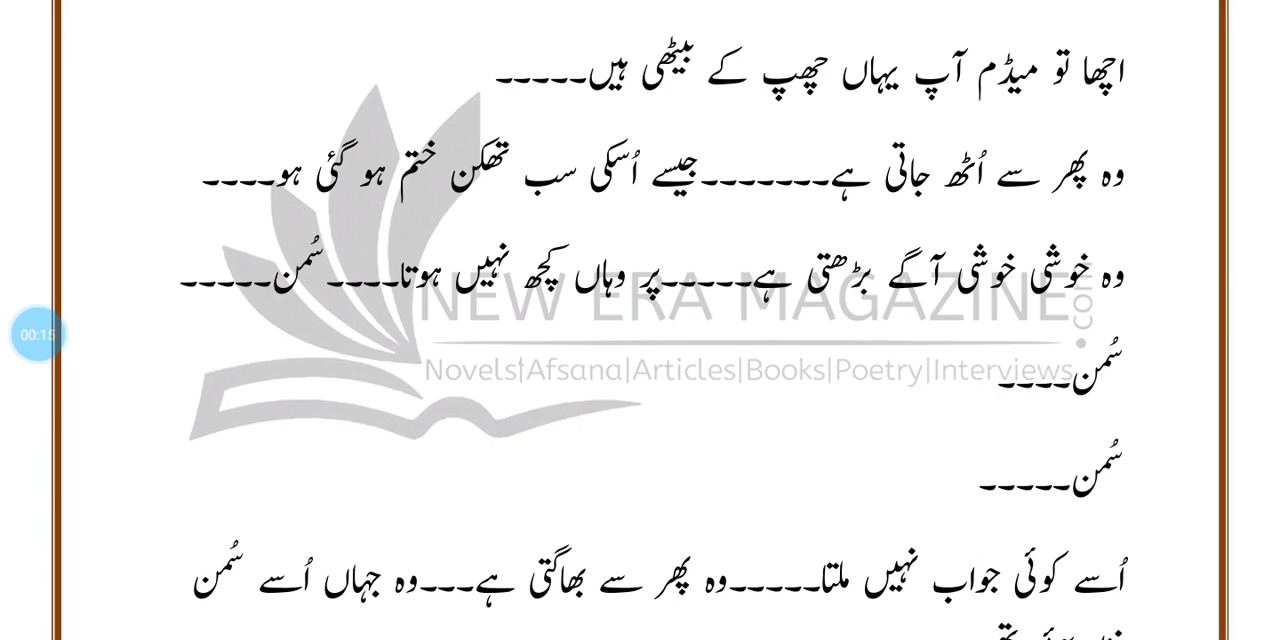 اچھا تو میڈم آپ یہاں چھپ کے بیٹھی ہیں۔۔۔۔۔
وہ پھر سے اُٹھ جاتی ہے۔۔۔۔۔۔۔جیسے اُسکی سب تھکن ختم ہو گئی ہو۔۔۔۔
وہ خوشی خوشی آگے بڑھتی ہے۔۔۔۔۔پر وہاں کچھ نہیں ہوتا۔۔۔۔سُمن۔۔۔۔۔
NEW ERA MAGAZINE.COM
00:15
Novels|Afsana|Articles|Books|Poetry|Interviews
سُمن۔۔۔۔
سُمن۔۔۔۔۔
اُسے کوئی جواب نہیں ملتا۔۔۔۔۔وہ پھر سے بھاگتی ہے۔۔۔وہ جہاں اُسے سُمن